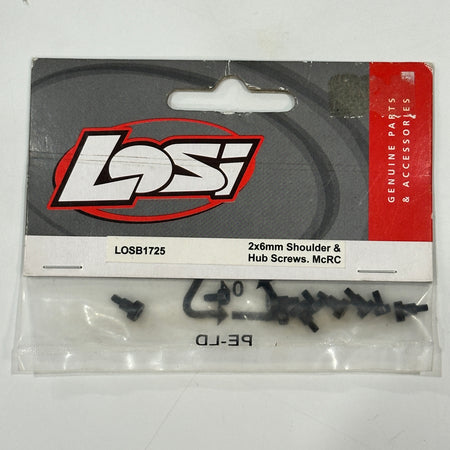 LOSi
GENUINE PARTS
& ACCESSORIES
LOSB1725
2x6mm Shoulder &
Hub Screws. McRC
PE-LD